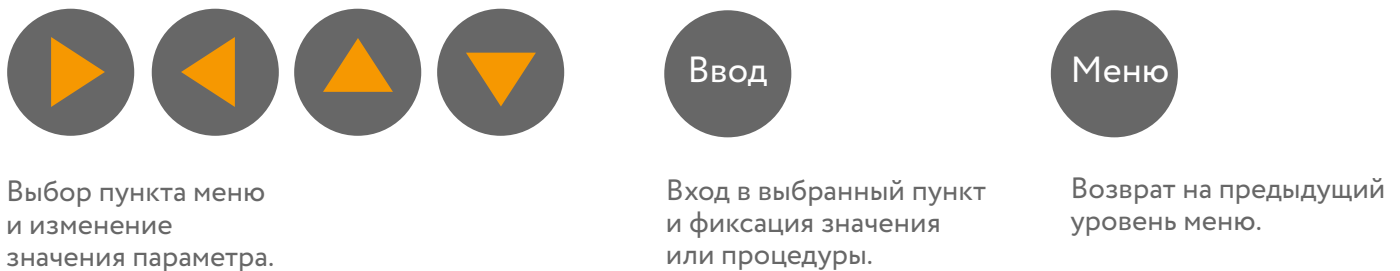 Ввод
Меню
Выбор пункта меню
и изменение
значения параметра.
Вход в выбранный пункт
и фиксация значения
или процедуры.
Возврат на предыдущий
уровень меню.